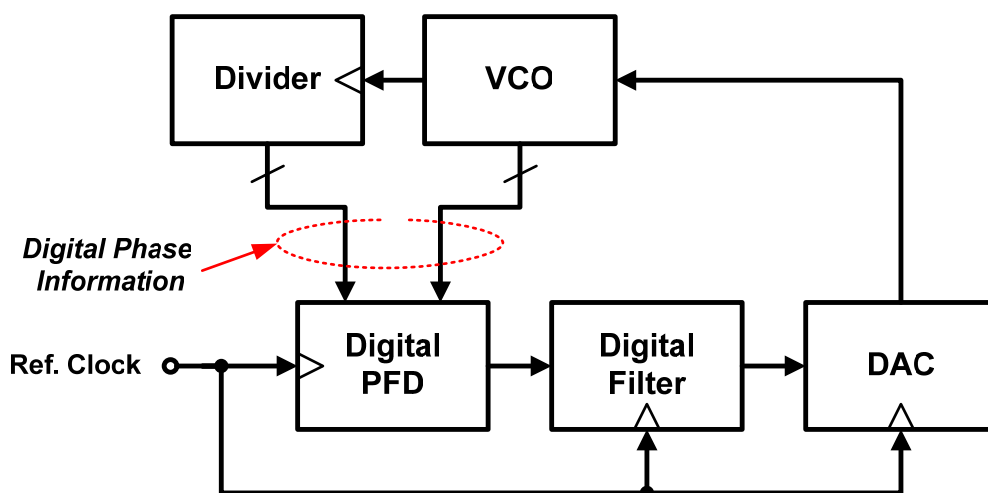 Divider
VCO
Digital Phase
Information
Ref. Clock
Digital
PFD
Digital
Filter
DAC